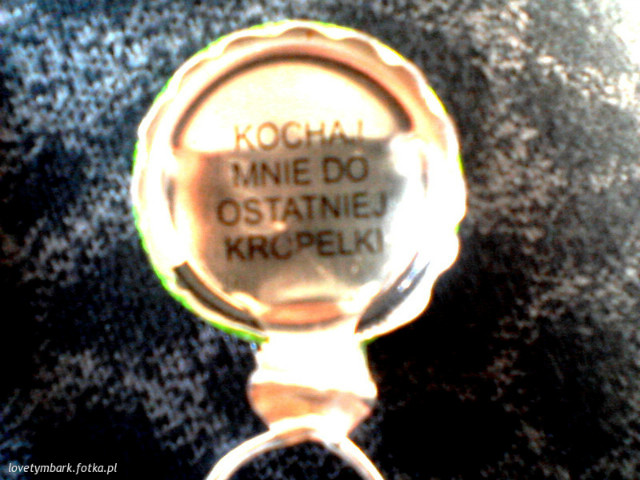 KOCHAJ
MNIE DO
OSTATNIEJ
KROPELKI
lovetymbark.fotka.pl